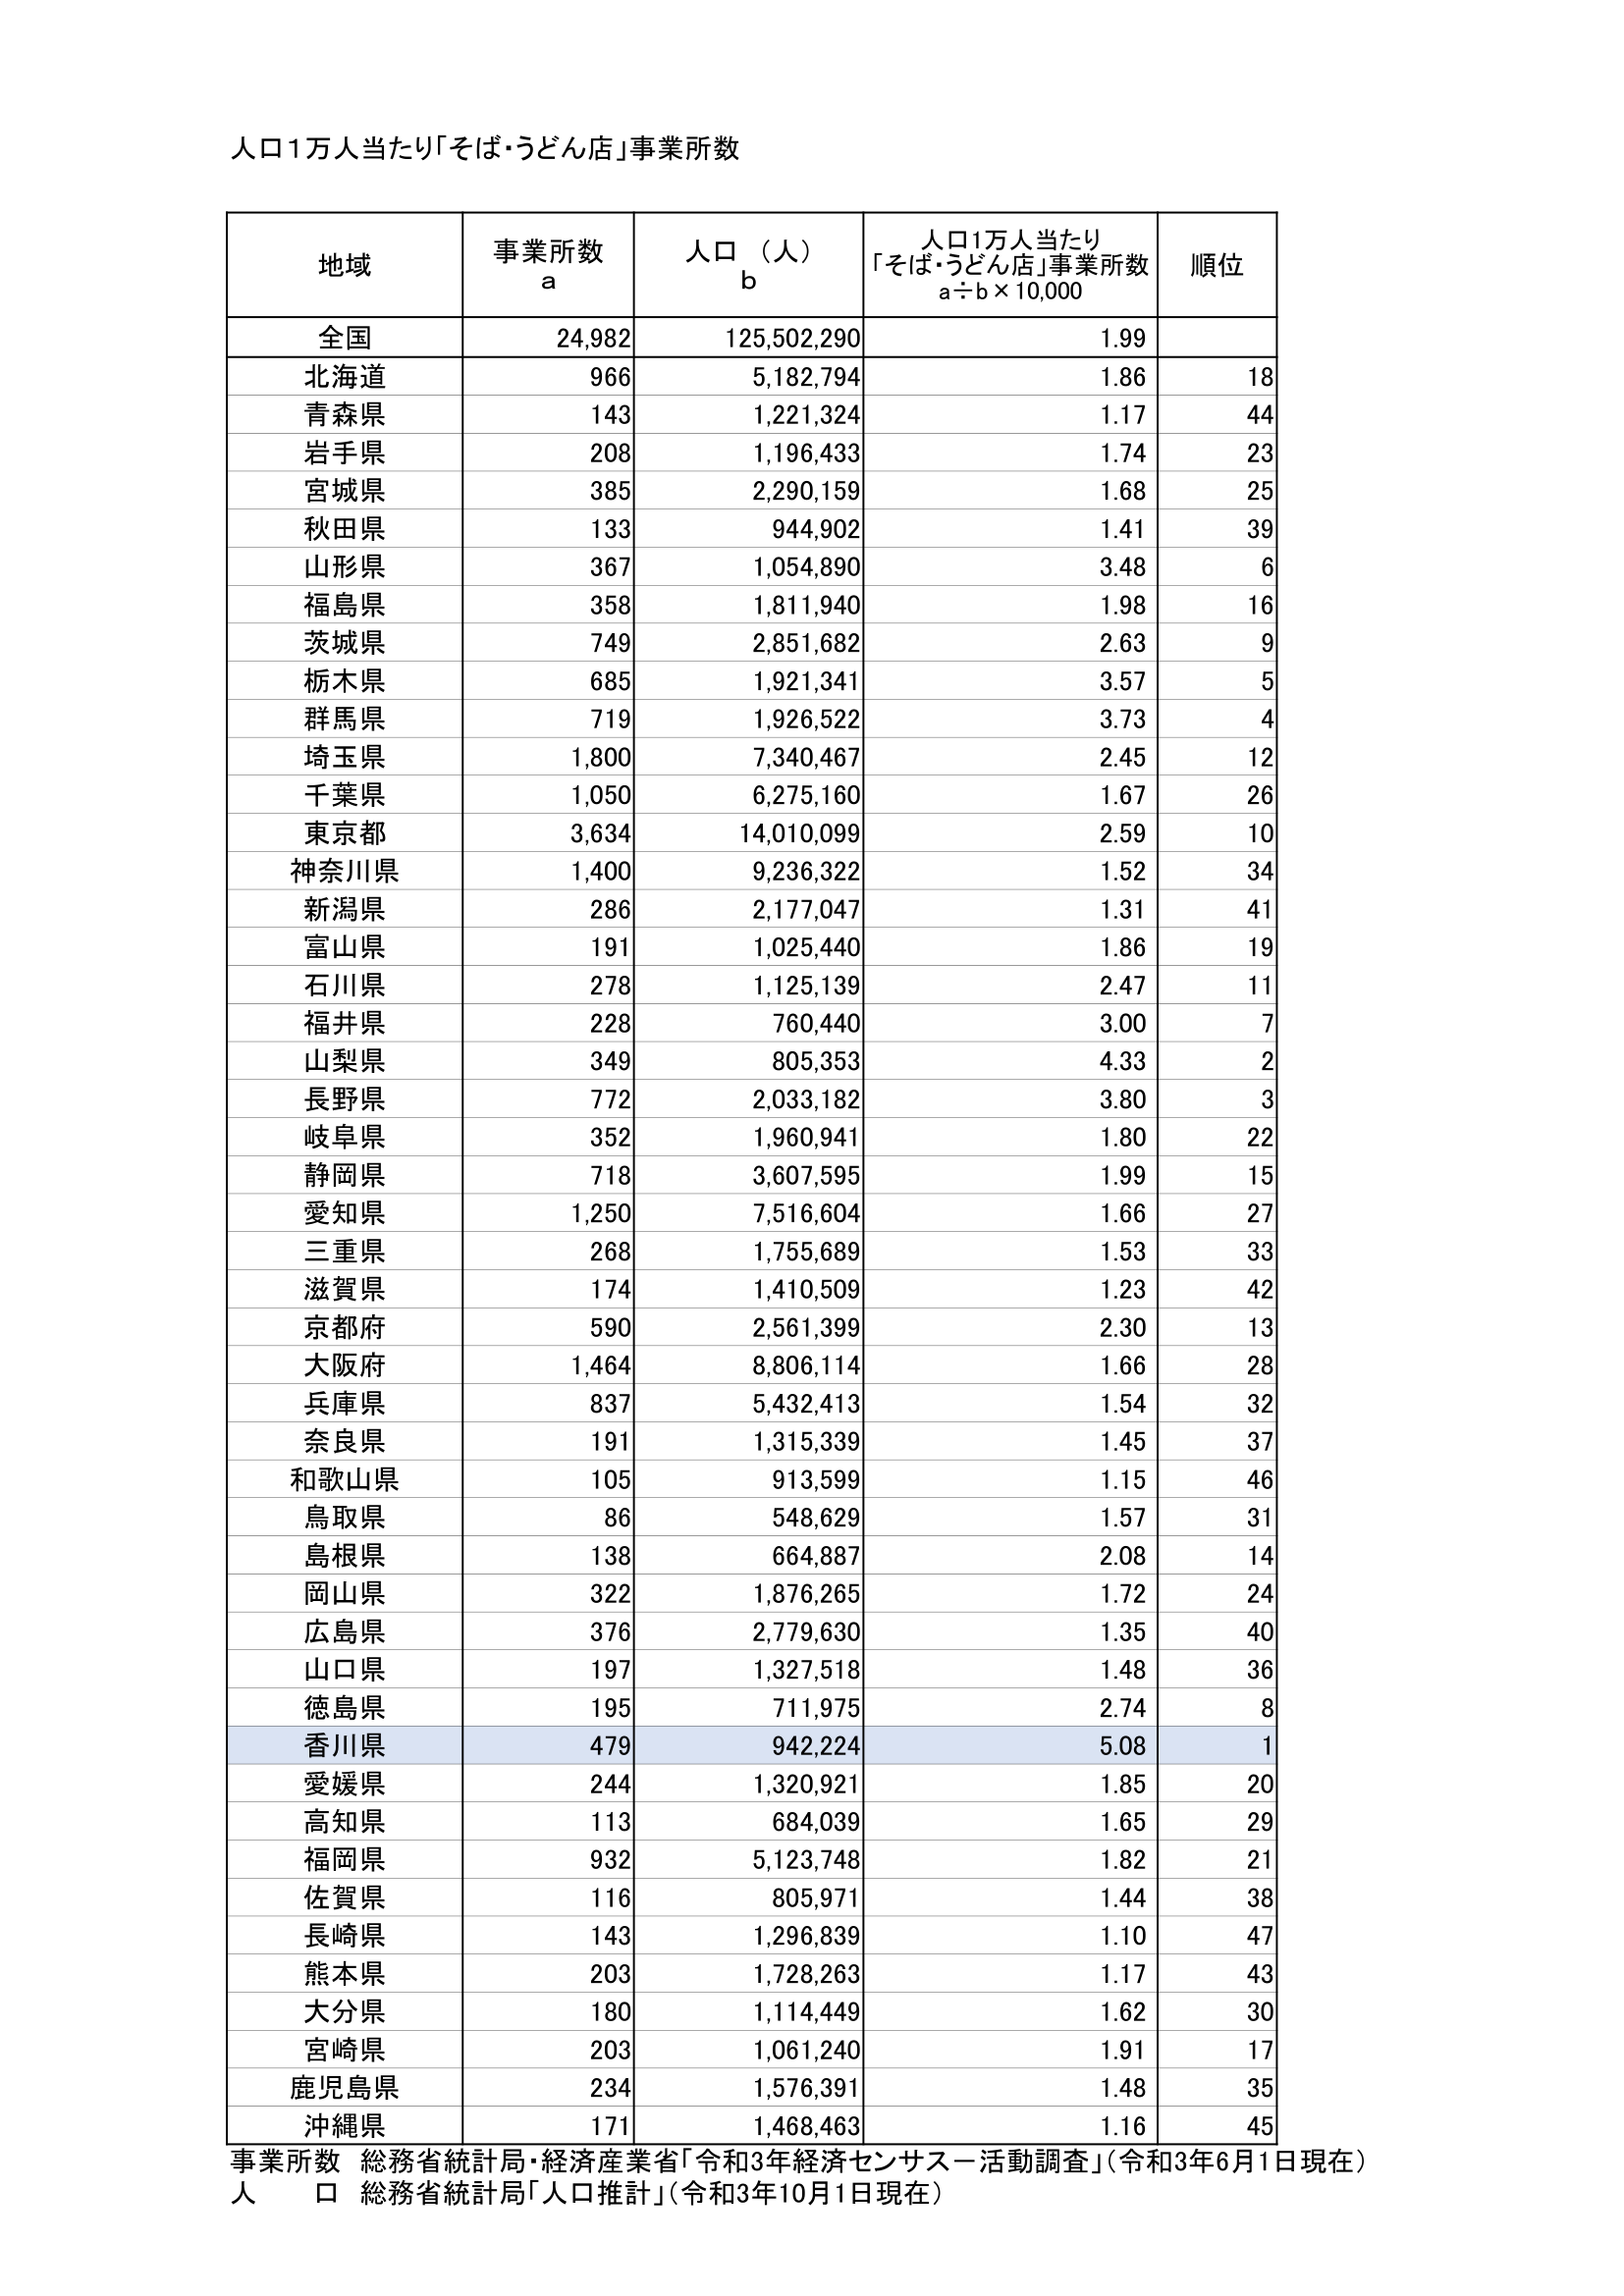 人口１万人当たり「そば・うどん店」事業所数
地域 事業所数 a 人口 （人） b 人口1万人当たり「そば・うどん店」事業所数 a÷b×10,000 順位
全国 24,982 125,502,290 1.99
北海道 966 5,182,794 1.86 18
青森県 143 1,221,324 1.17 44
岩手県 208 1,196,433 1.74 23
宮城県 385 2,290,159 1.68 25
秋田県 133 944,902 1.41 39
山形県 367 1,054,890 3.48 6
福島県 358 1,811,940 1.98 16
茨城県 749 2,851,682 2.63 9
栃木県 685 1,921,341 3.57 5
群馬県 719 1,926,522 3.73 4
埼玉県 1,800 7,340,467 2.45 12
千葉県 1,050 6,275,160 1.67 26
東京都 3,634 14,010,099 2.59 10
神奈川県 1,400 9,236,322 1.52 34
新潟県 286 2,177,047 1.31 41
富山県 191 1,025,440 1.86 19
石川県 278 1,125,139 2.47 11
福井県 228 760,440 3.00 7
山梨県 349 805,353 4.33 2
長野県 772 2,033,182 3.80 3
岐阜県 352 1,960,941 1.80 22
静岡県 718 3,607,595 1.99 15
愛知県 1,250 7,516,604 1.66 27
三重県 268 1,755,689 1.53 33
滋賀県 174 1,410,509 1.23 42
京都府 590 2,561,399 2.30 13
大阪府 1,464 8,806,114 1.66 28
兵庫県 837 5,432,413 1.54 32
奈良県 191 1,315,339 1.45 37
和歌山県 105 913,599 1.15 46
鳥取県 86 548,629 1.57 31
島根県 138 664,887 2.08 14
岡山県 322 1,876,265 1.72 24
広島県 376 2,779,630 1.35 40
山口県 197 1,327,518 1.48 36
徳島県 195 711,975 2.74 8
香川県 479 942,224 5.08 1
愛媛県 244 1,320,921 1.85 20
高知県 113 684,039 1.65 29
福岡県 932 5,123,748 1.82 21
佐賀県 116 805,971 1.44 38
長崎県 143 1,296,839 1.10 47
熊本県 203 1,728,263 1.17 43
大分県 180 1,114,449 1.62 30
宮崎県 203 1,061,240 1.91 17
鹿児島県 234 1,576,391 1.48 35
沖縄県 171 1,468,463 1.16 45
事業所数 総務省統計局・経済産業省「令和3年経済センサス－活動調査」（令和3年6月1日現在）
人　　口 総務省統計局「人口推計」（令和3年10月1日現在）